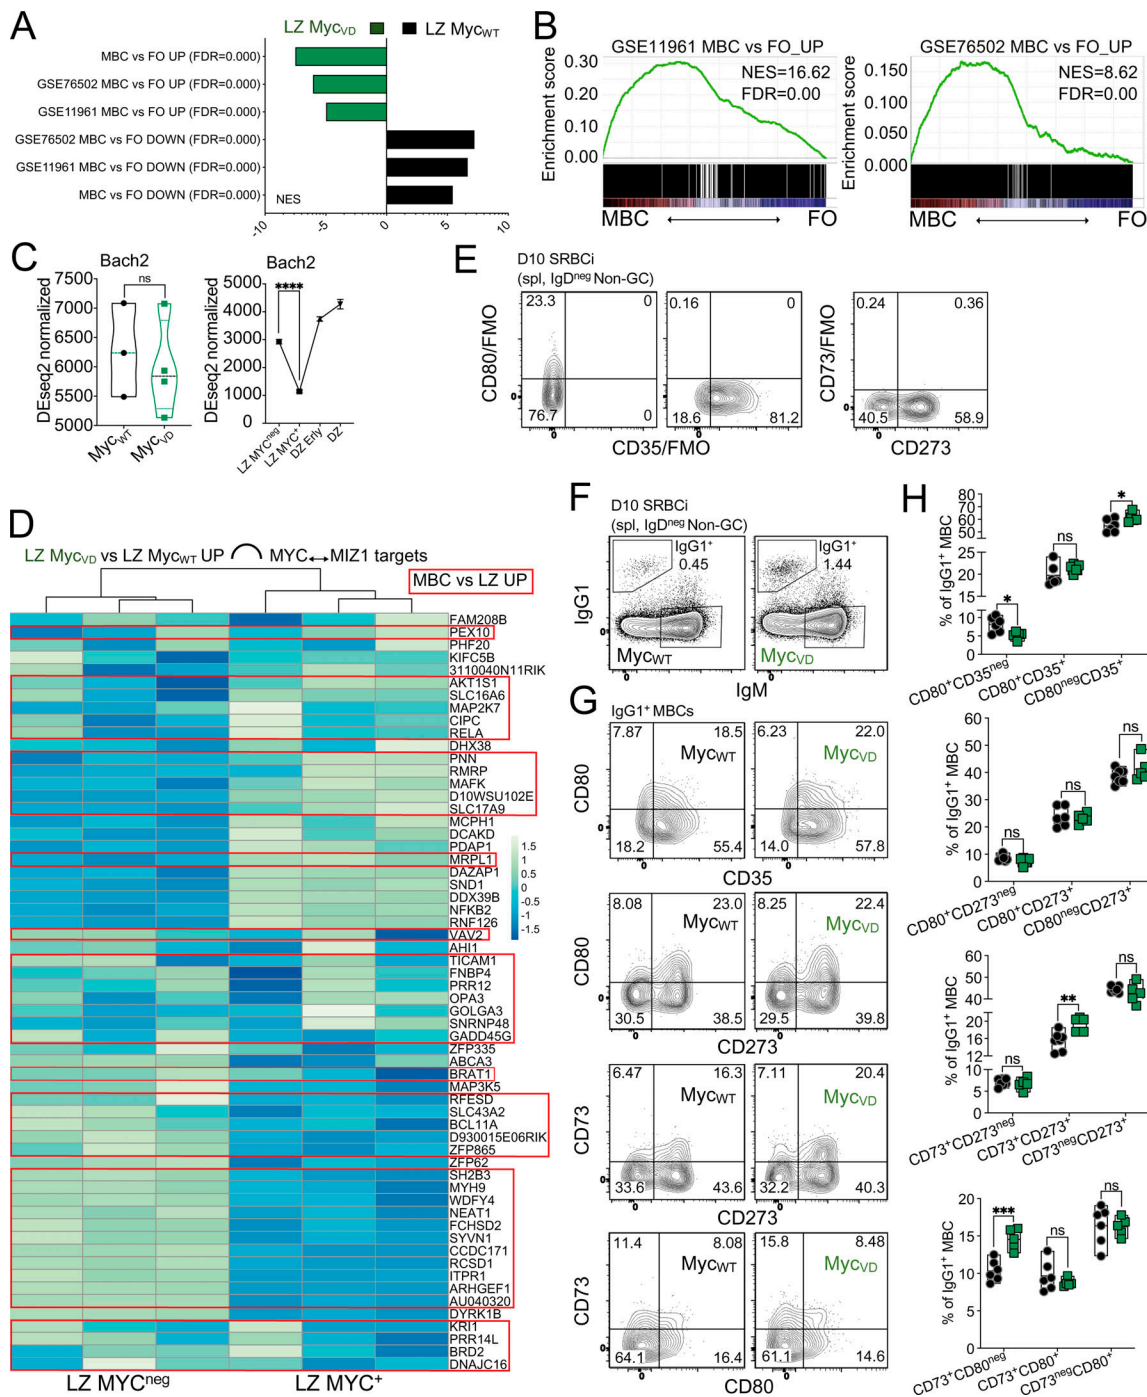 A
LZ MycVD LZ MycWT
MBC vs FO UP (FDR=0.000)
GSE76502 MBC vs FO UP (FDR=0.000)
GSE11961 MBC vs FO UP (FDR=0.000)
GSE76502 MBC vs FO DOWN (FDR=0.000)
GSE11961 MBC vs FO DOWN (FDR=0.000)
MBC vs FO DOWN (FDR=0.000)
NES
-10 -5 0 5 10
B
GSE11961 MBC vs FO_UP
Enrichment score
0.30
0.20
0.10
0.00
NES=16.62
FDR=0.00
MBC FO
GSE76502 MBC vs FO_UP
Enrichment score
0.150
0.100
0.050
0.000
NES=8.62
FDR=0.00
MBC FO
C
Bach2
DEseq2 normalized
7500
7000
6500
6000
5500
5000
ns
MycWT MycVD
Bach2
DEseq2 normalized
5000
4000
3000
2000
1000
0
****
LZ MYCneg
LZ MYC+
DZ Erly
DZ
D
LZ MycVD vs LZ MycWT UP MYC↔MIZ1 targets
MBC vs LZ UP
FAM208B
PEX10
PHF20
KIFC5B
3110040N11RIK
AKT1S1
SLC16A6
MAP2K7
CIPC
RELA
DHX38
PNN
RMRP
MAFK
D10WSU102E
SLC17A9
MCPH1
DCAKD
PDAP1
MRPL1
DAZAP1
SND1
DDX39B
NFKB2
RNF126
VAV2
AHI1
TICAM1
FNBP4
PRR12
OPA3
GOLGA3
SNRNP48
GADD45G
ZFP335
ABCA3
BRAT1
MAP3K5
RFESD
SLC43A2
BCL11A
D930015E06RIK
ZFP865
ZFP62
SH2B3
MYH9
WDFY4
NEAT1
FCHSD2
SYVN1
CCDC171
RCSD1
ITPR1
ARHGEF1
AU040320
DYRK1B
KRI1
PRR14L
BRD2
DNAJC16
1.5
1
0.5
0
-0.5
-1
-1.5
LZ MYCneg LZ MYC+
E
D10 SRBCi
(spl, IgDneg Non-GC)
CD80/FMO
23.3 0
76.7 0
0.16 0
18.6 81.2
CD35/FMO
CD73/FMO
0.24 0.36
40.5 58.9
CD273
F
D10 SRBCi
(spl, IgDneg Non-GC)
IgG1
IgG1+
0.45
MycWT
IgG1+
1.44
MycVD
IgM
G
IgG1+ MBCs
CD80
7.87 18.5
MycWT
18.2 55.4
6.23 22.0
MycVD
14.0 57.8
CD35
CD80
8.08 23.0
MycWT
30.5 38.5
8.25 22.4
MycVD
29.5 39.8
CD273
CD73
6.47 16.3
MycWT
33.6 43.6
7.11 20.4
MycVD
32.2 40.3
CD273
CD73
11.4 8.08
MycWT
64.1 16.4
15.8 8.48
MycVD
61.1 14.6
CD80
H
% of IgG1+ MBC
80
70
60
50
25
20
15
10
5
0
* ns *
CD80+CD35neg
CD80+CD35+
CD80negCD35+
% of IgG1+ MBC
60
50
40
30
20
10
0
ns ns ns
CD80+CD273neg
CD80+CD273+
CD80negCD273+
% of IgG1+ MBC
60
40
20
15
10
5
0
ns ** ns
CD73+CD273neg
CD73+CD273+
CD73negCD273+
% of IgG1+ MBC
20
15
10
5
0
*** ns ns
CD73+CD80neg
CD73+CD80+
CD73negCD80+